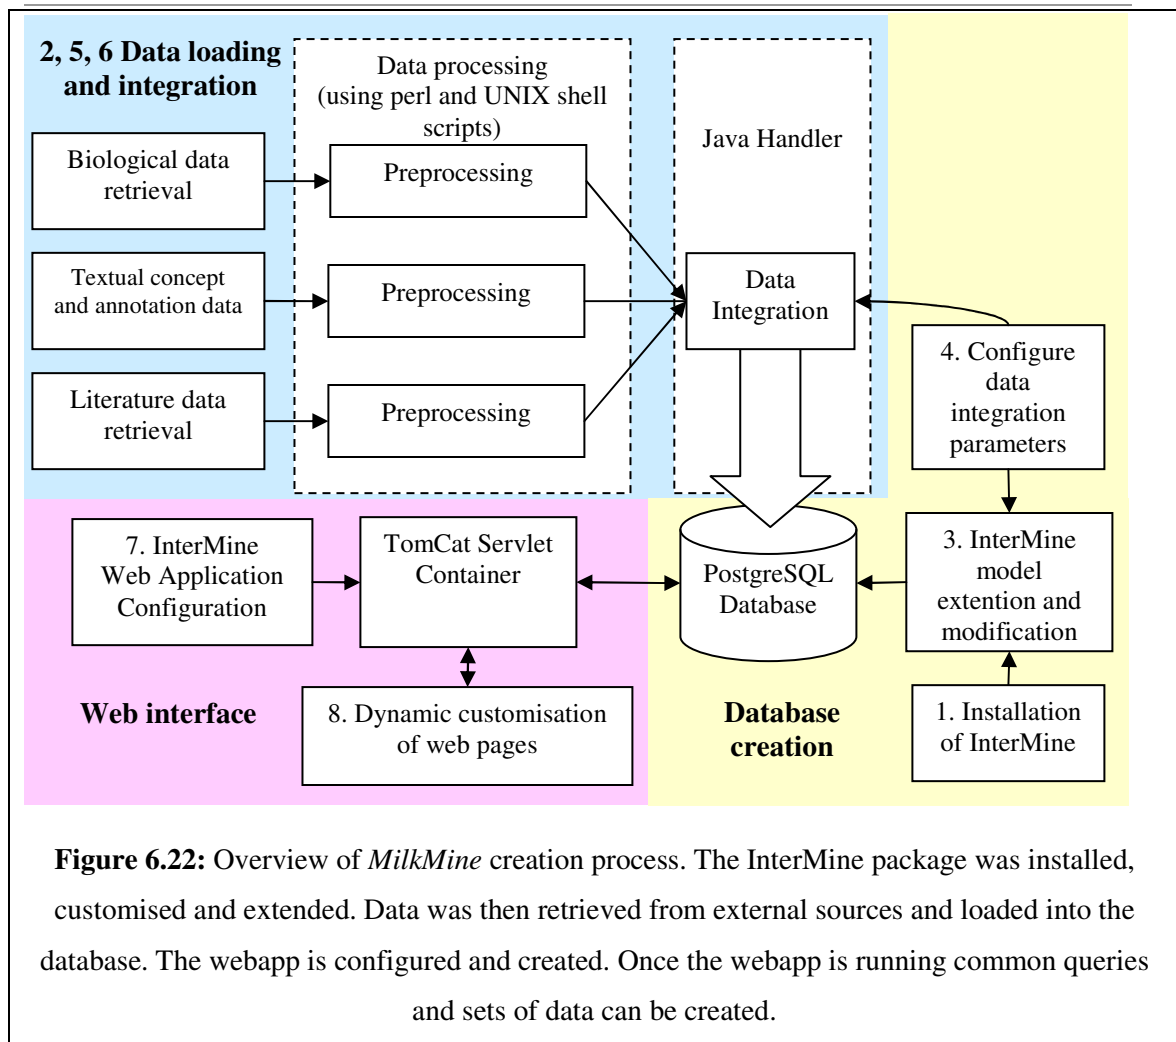 2, 5, 6 Data loading
and integration
Data processing
(using perl and UNIX shell
scripts)
Java Handler
Biological data
retrieval
Preprocessing
Textual concept
and annotation data
Preprocessing
Data
Integration
Literature data
retrieval
Preprocessing
4. Configure
data
integration
parameters
7. InterMine
Web Application
Configuration
TomCat Servlet
Container
PostgreSQL
Database
3. InterMine
model
extention and
modification
Web interface
8. Dynamic customisation
of web pages
Database
creation
1. Installation
of InterMine
Figure 6.22: Overview of MilkMine creation process. The InterMine package was installed,
customised and extended. Data was then retrieved from external sources and loaded into the
database. The webapp is configured and created. Once the webapp is running common queries
and sets of data can be created.